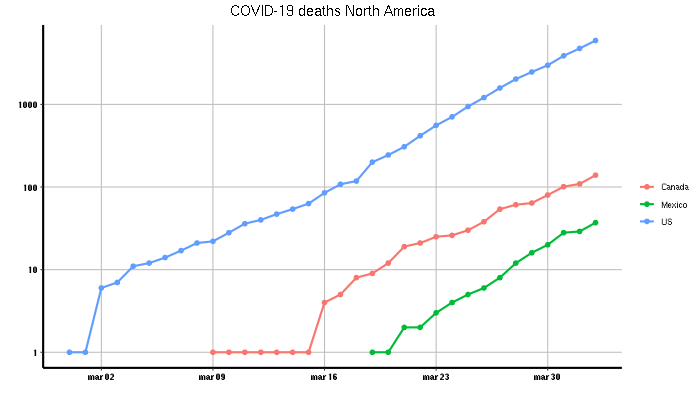 COVID-19 deaths North America
1000
100
10
1
mar 02
mar 09
mar 16
mar 23
mar 30
Canada
Mexico
US